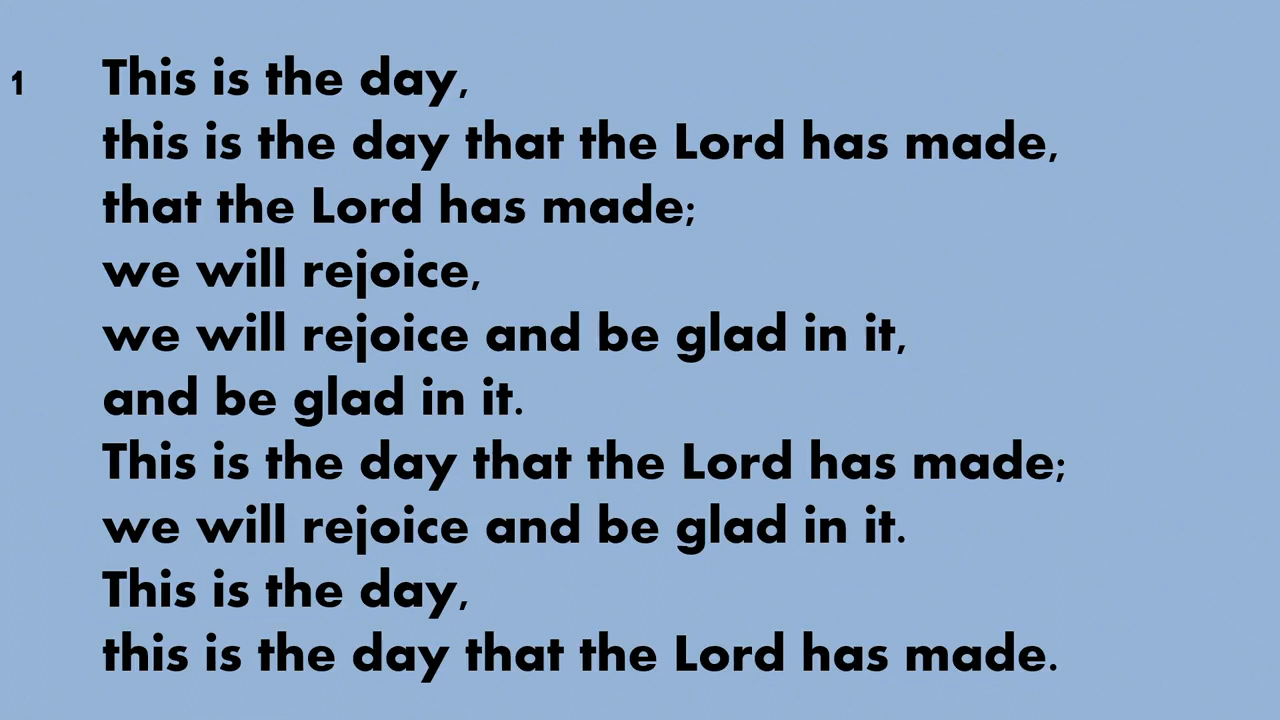 1 This is the day,
this is the day that the Lord has made,
that the Lord has made;
we will rejoice,
we will rejoice and be glad in it,
and be glad in it.
This is the day that the Lord has made;
we will rejoice and be glad in it.
This is the day,
this is the day that the Lord has made.